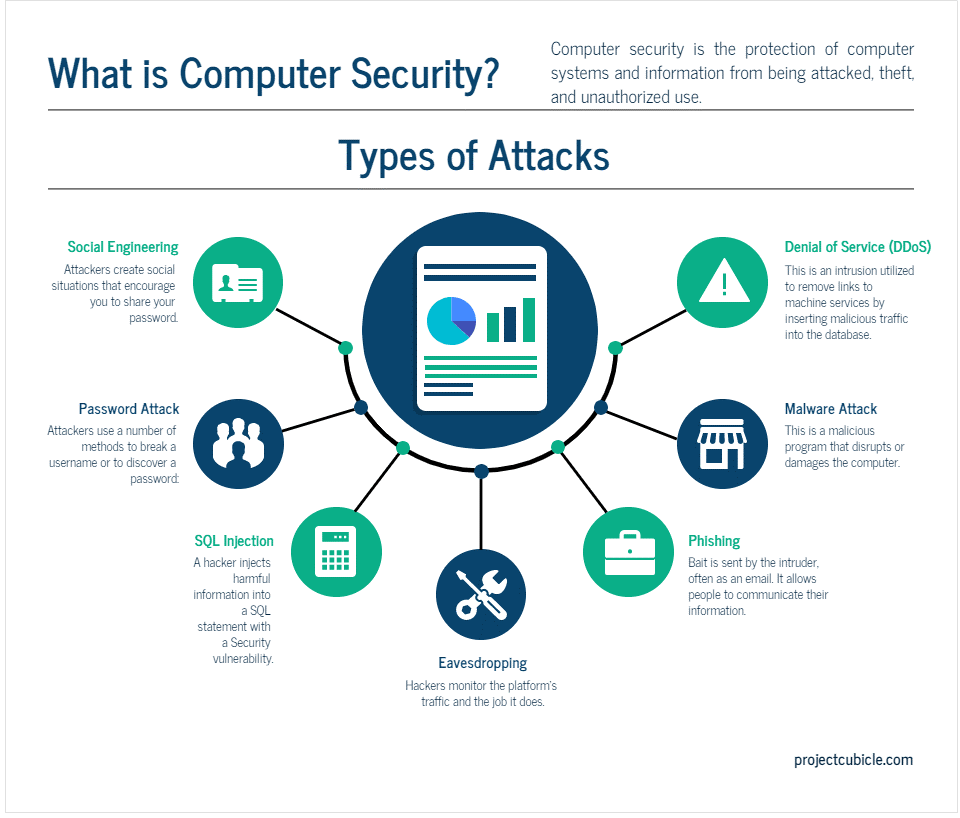 What is Computer Security?
Computer security is the protection of computer
systems and information from being attacked, theft,
and unauthorized use.
Types of Attacks
Social Engineering
Attackers create social
situations that encourage
you to share your
password.
Denial of Service (DDoS)
This is an intrusion utilized
to remove links to
machine services by
inserting malicious traffic
into the database.
Password Attack
Attackers use a number of
methods to break a
username or to discover a
password:
Malware Attack
This is a malicious
program that disrupts or
damages the computer.
SQL Injection
A hacker injects
harmful
information into
a SQL
statement with
a Security
vulnerability.
Phishing
Bait is sent by the intruder,
often as an email. It allows
people to communicate their
information.
Eavesdropping
Hackers monitor the platform's
traffic and the job it does.
projectcubicle.com